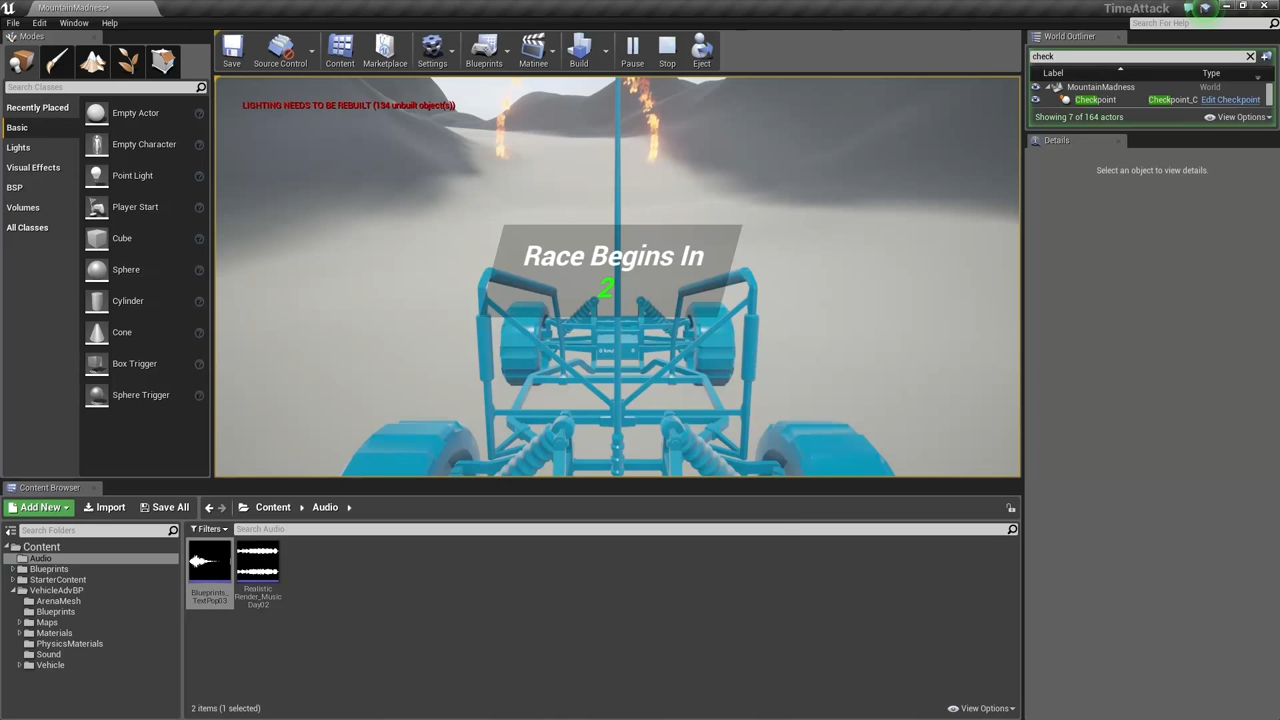 MountainMadness*
TimeAttack
File Edit Window Help
Search For Help
Modes
World Outliner
Save Source Control Content Marketplace Settings Blueprints Matinee Build Pause Stop Eject
check
Label Type
MountainMadness World
Checkpoint Checkpoint_C Edit Checkpoint
Showing 7 of 164 actors View Options
Details
Select an object to view details.
Search Classes
Recently Placed
Basic
Lights
Visual Effects
BSP
Volumes
All Classes
Empty Actor
Empty Character
Point Light
Player Start
Cube
Sphere
Cylinder
Cone
Box Trigger
Sphere Trigger
LIGHTING NEEDS TO BE REBUILT (134 unbuilt object(s))
Race Begins In
2
Content Browser
Add New Import Save All Content Audio
Search Folders
Filters Search Audio
Content
Audio
Blueprints
StarterContent
VehicleAdvBP
ArenaMesh
Blueprints
Maps
Materials
PhysicsMaterials
Sound
Vehicle
Blueprints_
TextPop03
Realistic
Render_Music
Day02
2 items (1 selected) View Options